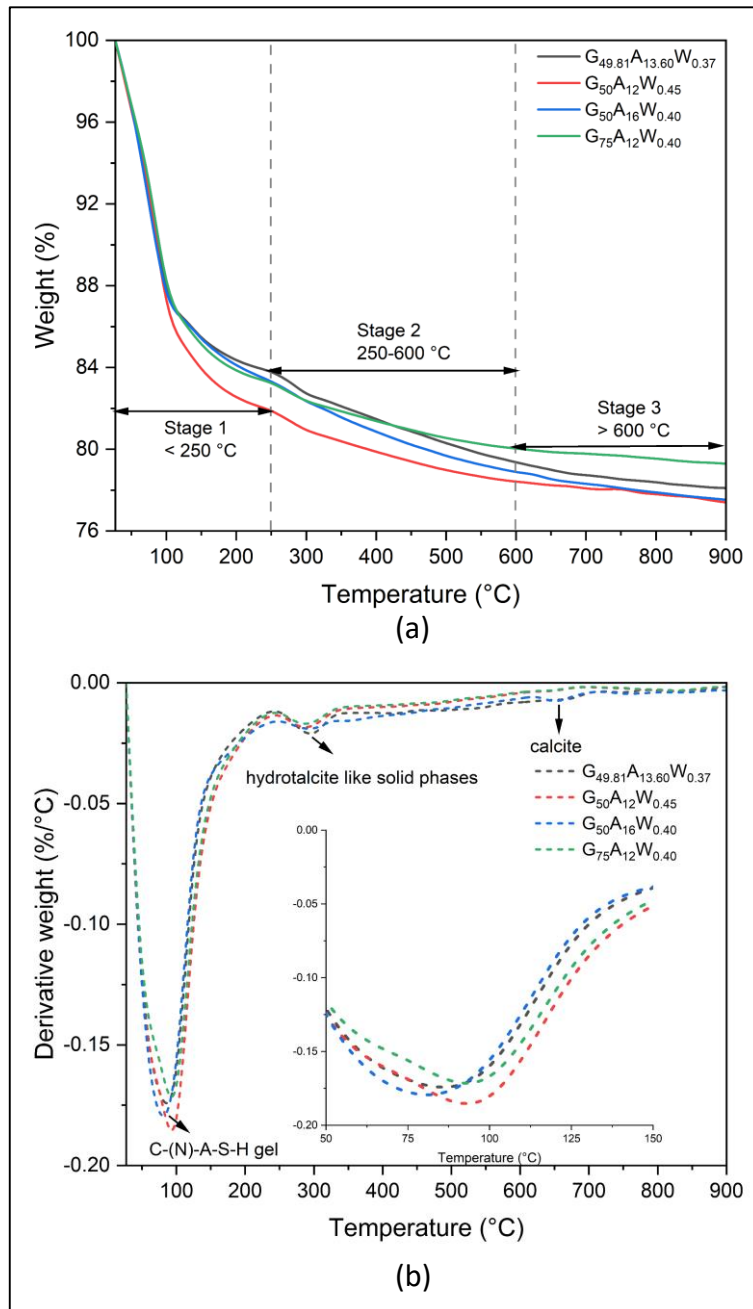 100
96
92
88
84
80
76
Weight (%)
G49.81A13.60W0.37
G50A12W0.45
G50A16W0.40
G75A12W0.40
Stage 2
250-600 °C
Stage 1
< 250 °C
Stage 3
> 600 °C
100 200 300 400 500 600 700 800 900
Temperature (°C)
(a)
0.00
-0.05
-0.10
-0.15
-0.20
Derivative weight (%/°C)
calcite
hydrotalcite like solid phases
G49.81A13.60W0.37
G50A12W0.45
G50A16W0.40
G75A12W0.40
0.00
-0.05
-0.10
-0.15
-0.20
50 75 100 125 150
Temperature (°C)
C-(N)-A-S-H gel
100 200 300 400 500 600 700 800 900
Temperature (°C)
(b)